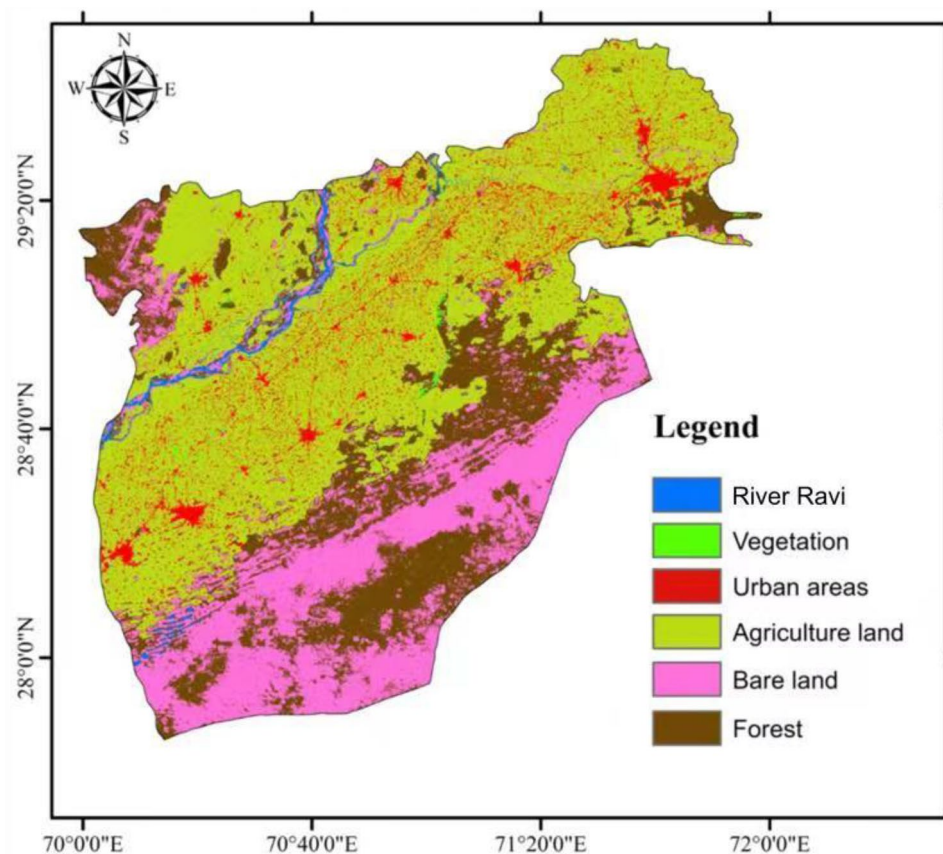 N
W E
S
29°20'0"N
28°40'0"N
28°0'0"N
Legend
River Ravi
Vegetation
Urban areas
Agriculture land
Bare land
Forest
70°0'0"E 70°40'0"E 71°20'0"E 72°0'0"E